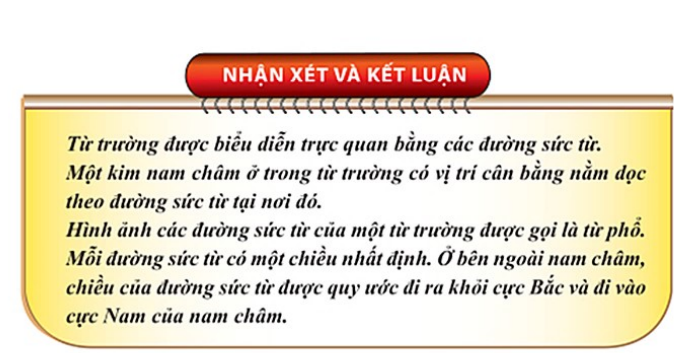 NHẬN XÉT VÀ KẾT LUẬN
Từ trường được biểu diễn trực quan bằng các đường sức từ.
Một kim nam châm ở trong từ trường có vị trí cân bằng nằm dọc
theo đường sức từ tại nơi đó.
Hình ảnh các đường sức từ của một từ trường được gọi là từ phổ.
Mỗi đường sức từ có một chiều nhất định. Ở bên ngoài nam châm,
chiều của đường sức từ được quy ước đi ra khỏi cực Bắc và đi vào
cực Nam của nam châm.